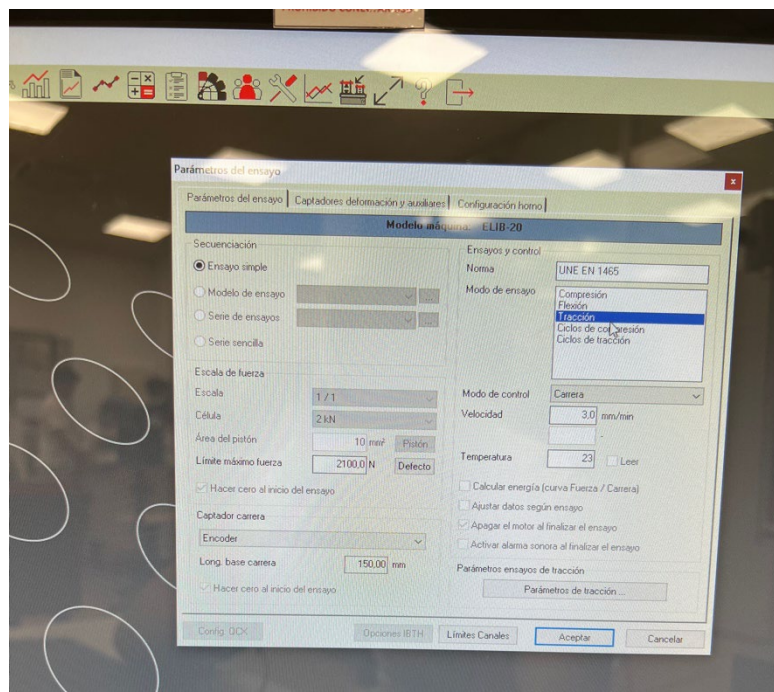 Parámetros del ensayo
x
Parámetros del ensayo
Captadores deformación y auxiliares
Configuración horno
Modelo máquina: ELIB-20
Secuenciación
Ensayo simple
Modelo de ensayo
...
Serie de ensayos
...
Serie sencilla
Escala de fuerza
Escala
1 / 1
Célula
2 kN
Área del pistón
10 mm²
Pistón...
Límite máximo fuerza
2100,0 N
Defecto
Hacer cero al inicio del ensayo
Captador carrera
Encoder
Long. base carrera
150,00 mm
Hacer cero al inicio del ensayo
Ensayos y control
Norma
UNE EN 1465
Modo de ensayo
Compresión
Flexión
Tracción
Ciclos de compresión
Ciclos de tracción
Modo de control
Carrera
Velocidad
3,0 mm/min
-
Temperatura
23
Leer
Calcular energía (curva Fuerza / Carrera)
Ajustar datos según ensayo
Apagar el motor al finalizar el ensayo
Activar alarma sonora al finalizar el ensayo
Parámetros ensayos de tracción
Parámetros de tracción ...
Config. QCK
Opciones IBTH
Límites Canales
Aceptar
Cancelar